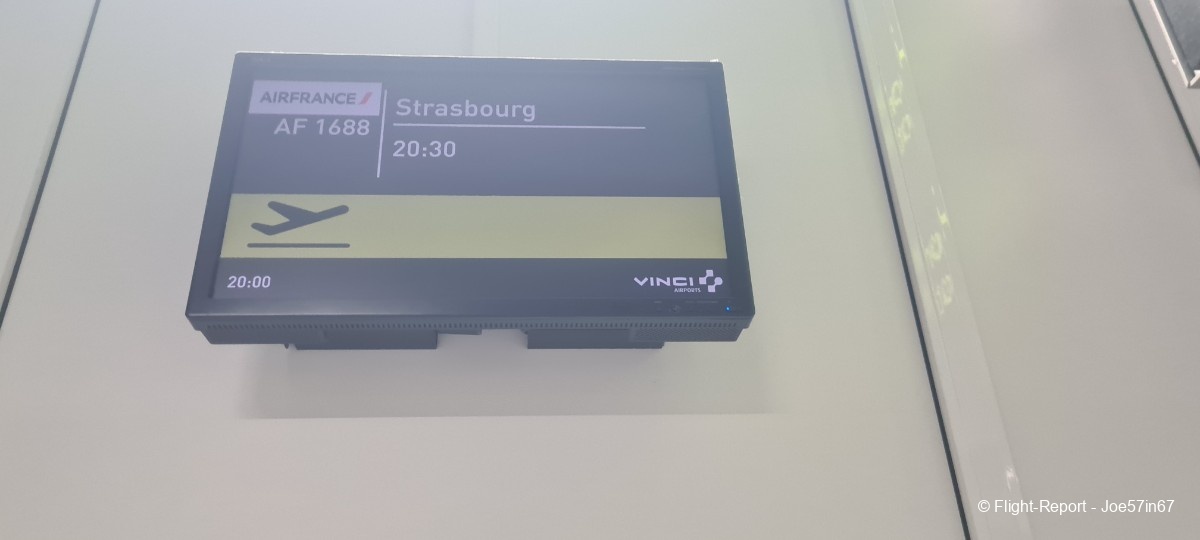 AIRFRANCE
AF 1688
Strasbourg
20:30
20:00
VINCI
AIRPORTS
© Flight-Report - Joe57in67